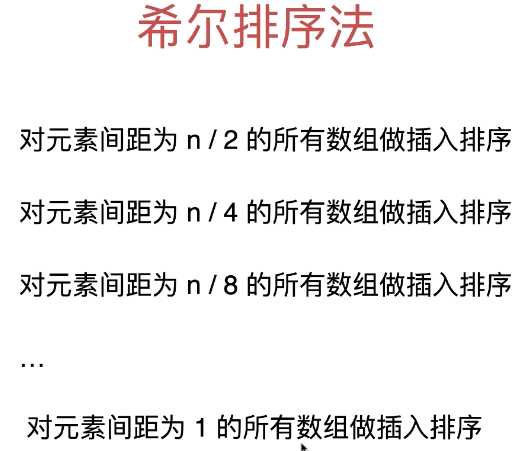 希尔排序法
对元素间距为 n / 2 的所有数组做插入排序
对元素间距为 n / 4 的所有数组做插入排序
对元素间距为 n / 8 的所有数组做插入排序
...
对元素间距为 1 的所有数组做插入排序